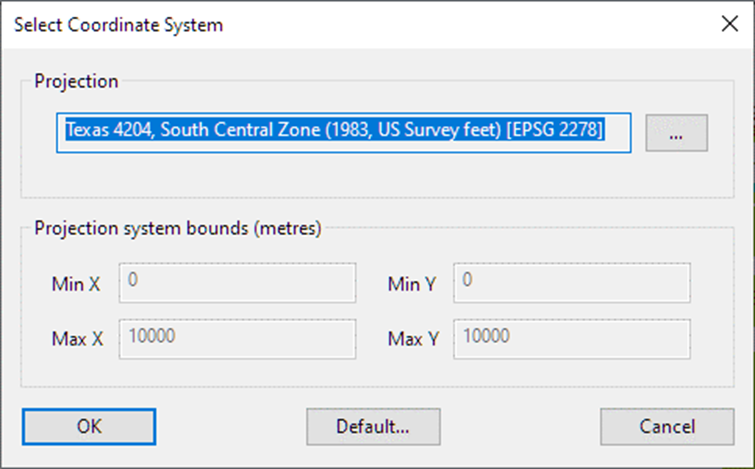 Select Coordinate System
Projection
Texas 4204, South Central Zone (1983, US Survey feet) [EPSG 2278]
...
Projection system bounds (metres)
Min X 0 Min Y 0
Max X 10000 Max Y 10000
OK Default... Cancel